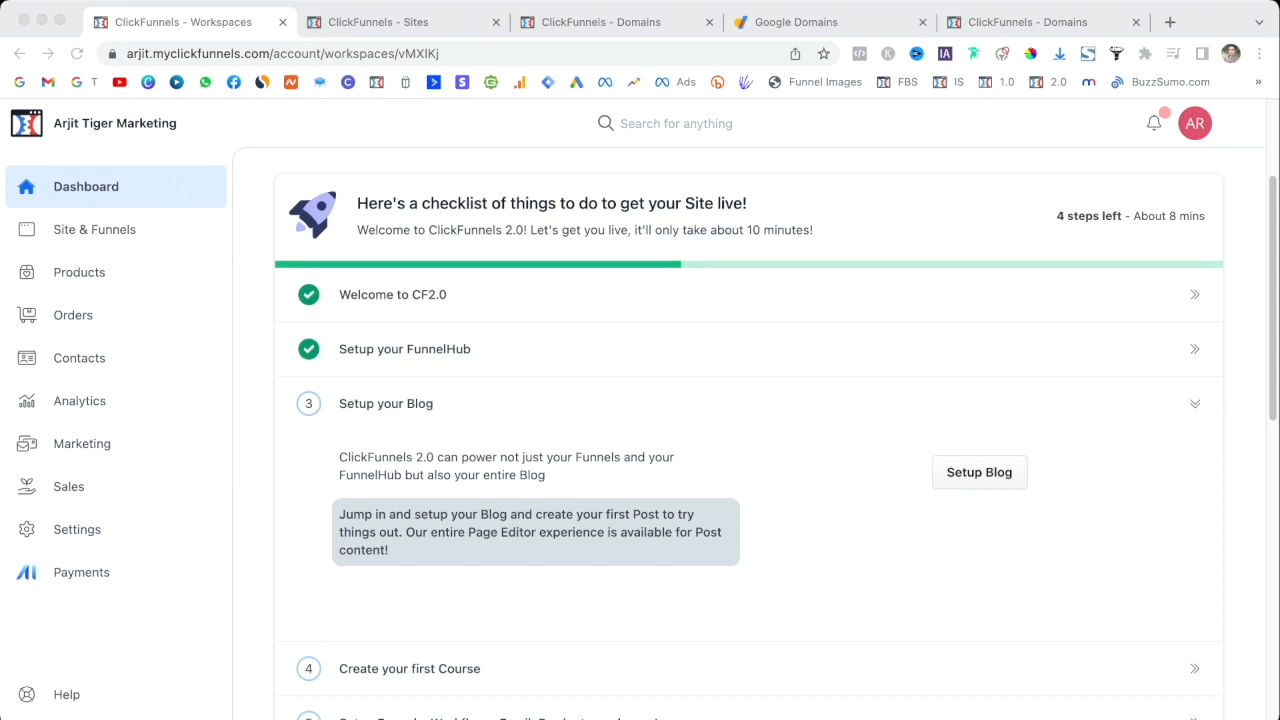 ClickFunnels - Workspaces
ClickFunnels - Sites
ClickFunnels - Domains
Google Domains
ClickFunnels - Domains
arjit.myclickfunnels.com/account/workspaces/vMXlKj
T
Ads
Funnel Images
FBS
IS
1.0
2.0
BuzzSumo.com
»
Arjit Tiger Marketing
Search for anything
AR
Dashboard
Site & Funnels
Products
Orders
Contacts
Analytics
Marketing
Sales
Settings
Payments
Help
Here's a checklist of things to do to get your Site live!
Welcome to ClickFunnels 2.0! Let's get you live, it'll only take about 10 minutes!
4 steps left - About 8 mins
Welcome to CF2.0
Setup your FunnelHub
3 Setup your Blog
ClickFunnels 2.0 can power not just your Funnels and your
FunnelHub but also your entire Blog
Setup Blog
Jump in and setup your Blog and create your first Post to try
things out. Our entire Page Editor experience is available for Post
content!
4 Create your first Course